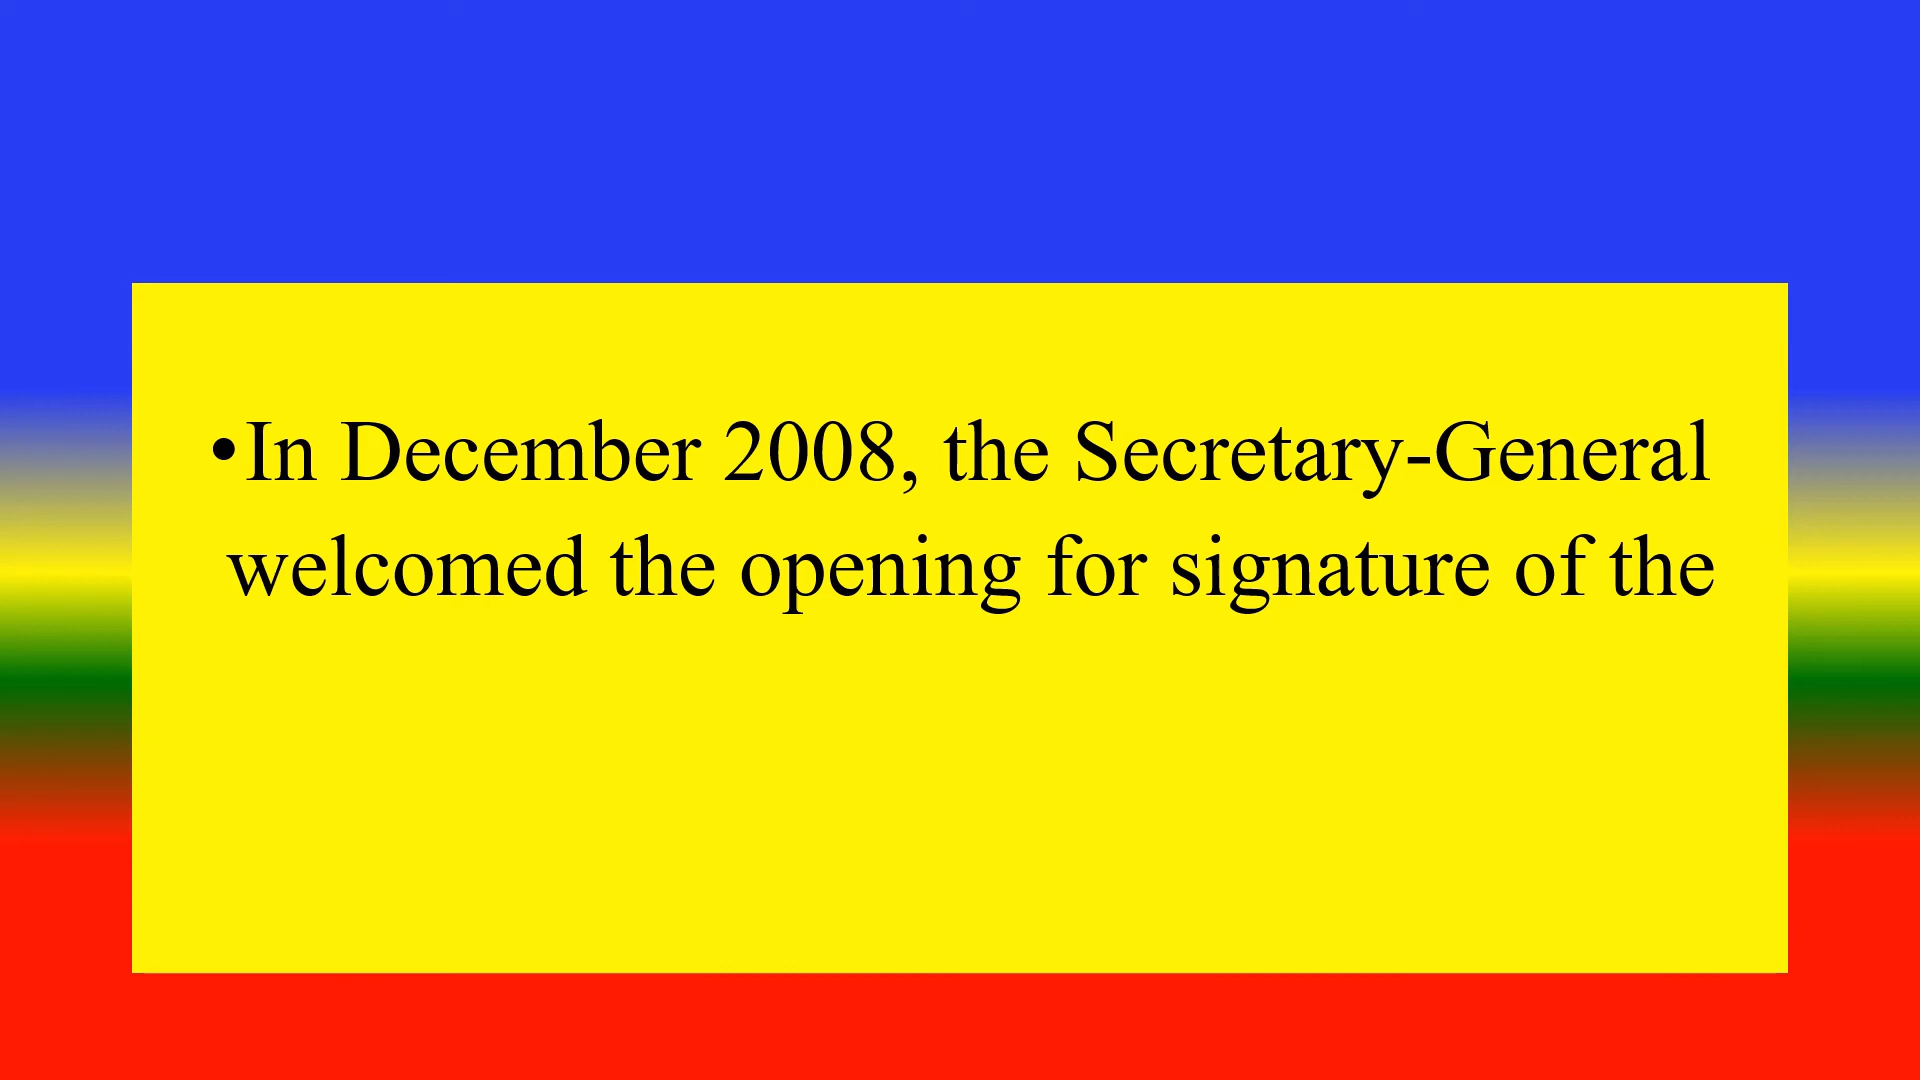 •In December 2008, the Secretary-General
welcomed the opening for signature of the